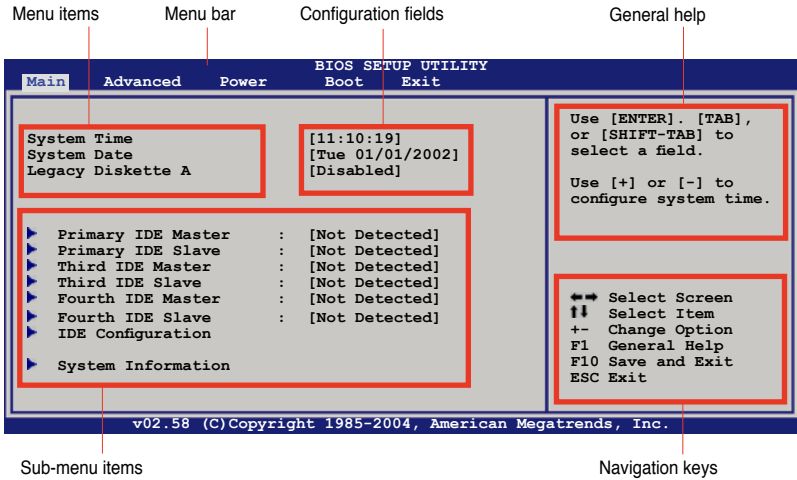 Menu items Menu bar Configuration fields General help
BIOS SETUP UTILITY
Main Advanced Power Boot Exit
System Time [11:10:19]
System Date [Tue 01/01/2002]
Legacy Diskette A [Disabled]
Primary IDE Master : [Not Detected]
Primary IDE Slave : [Not Detected]
Third IDE Master : [Not Detected]
Third IDE Slave : [Not Detected]
Fourth IDE Master : [Not Detected]
Fourth IDE Slave : [Not Detected]
IDE Configuration
System Information
Use [ENTER]. [TAB],
or [SHIFT-TAB] to
select a field.
Use [+] or [-] to
configure system time.
←→ Select Screen
↑↓ Select Item
+- Change Option
F1 General Help
F10 Save and Exit
ESC Exit
v02.58 (C)Copyright 1985-2004, American Megatrends, Inc.
Sub-menu items Navigation keys